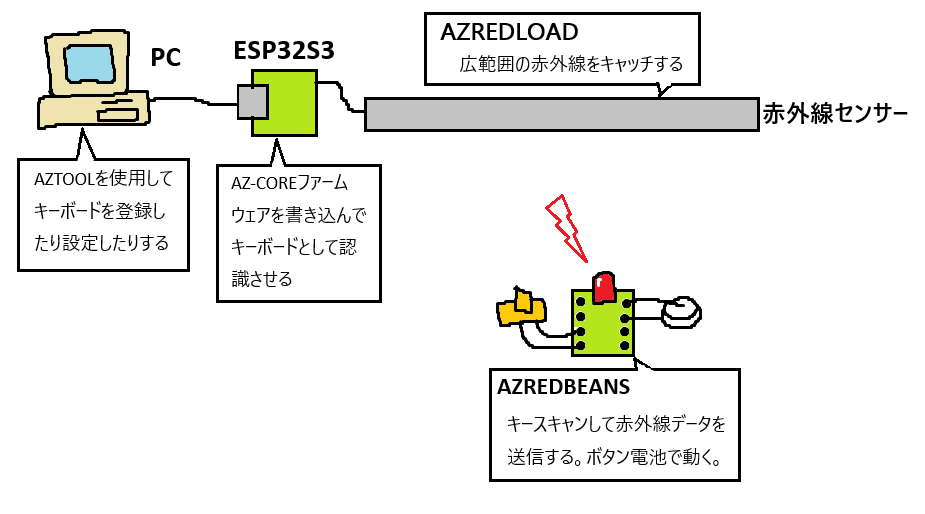 PC
ESP32S3
AZREDLOAD
広範囲の赤外線をキャッチする
赤外線センサー
AZTOOLを使用して
キーボードを登録し
たり設定したりする
AZ-COREファーム
ウェアを書き込んで
キーボードとして認
識させる
AZREDBEANS
キースキャンして赤外線データを
送信する。ボタン電池で動く。